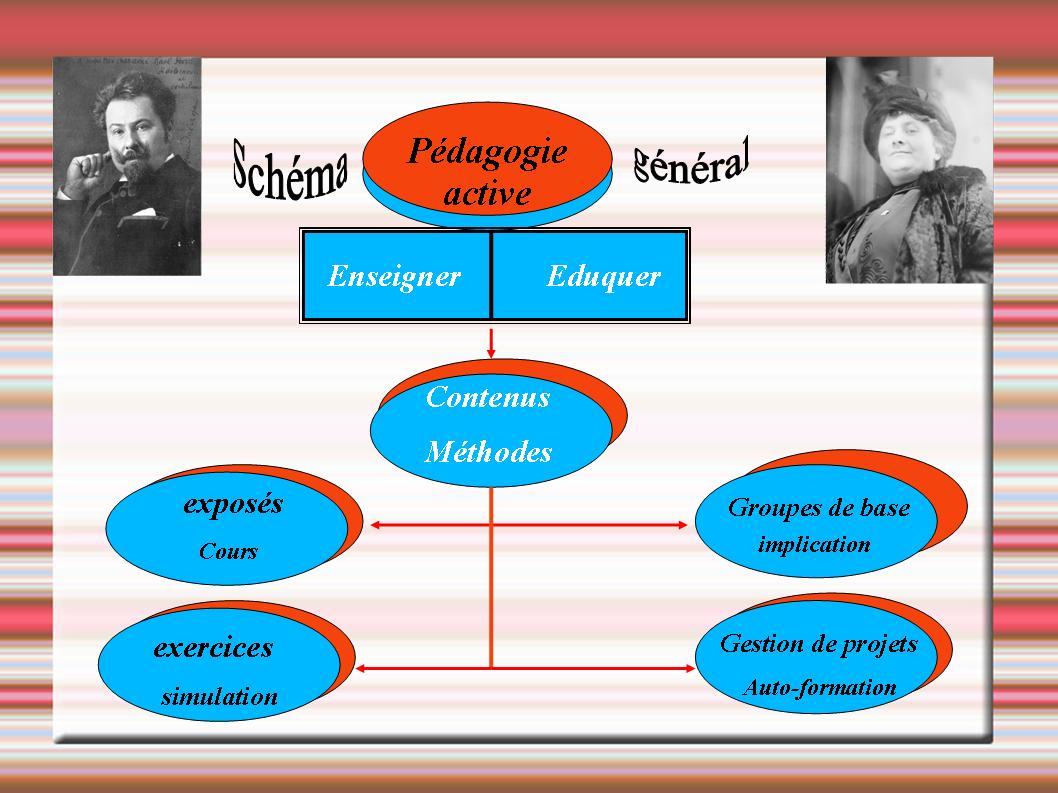 Schéma
Pédagogie
active
général
Enseigner
Eduquer
Contenus
Méthodes
exposés
Cours
Groupes de base
implication
exercices
simulation
Gestion de projets
Auto-formation